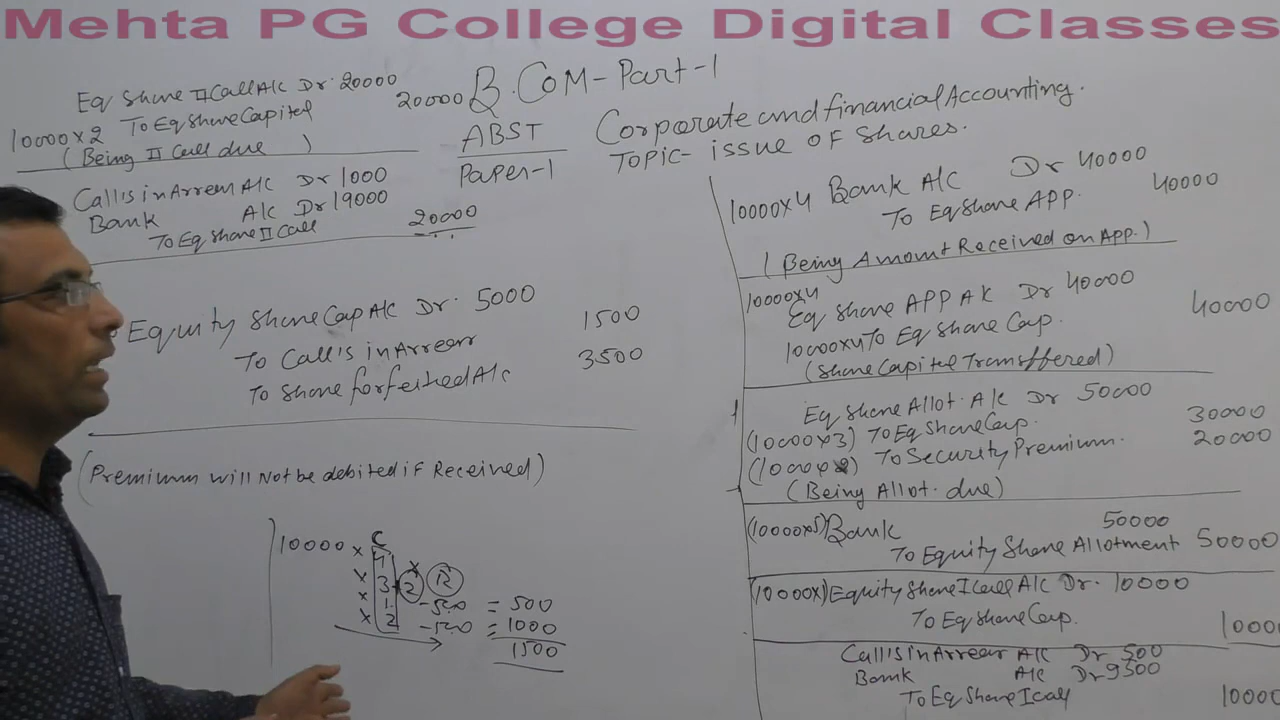 Mehta PG College Digital Classes
Eq Share II Call A/c Dr. 20000
10000×2 To Eq Share Capital 20000
(Being II Call due )
Calls in Arrear A/c Dr 1000
Bank A/c Dr 19000
To Eq Share II Call 20000
Equity Share Cap A/c Dr. 5000
To Call's in Arrear 1500
To Share forfeited A/c 3500
(Premium will Not be debited if Received)
10000 × C
4
× 3 2 × R
× 1 - 500 = 500
× 2 - 500 = 1000
1500
B.COM-Part-1
ABST
Paper-1
Corporate and financial Accounting.
TOPIC- issue of Shares.
10000×4 Bank A/c Dr 40000
To Eq Share APP. 40000
(Being Amount Received on App.)
10000×4
Eq Share APP A/c Dr 40000
10000×4 To Eq Share Cap. 40000
(Share Capital Transffered)
Eq Share Allot. A/c Dr 50000
(10000×3) To Eq Share Cap. 30000
(10000×2) To Security Premium. 20000
(Being Allot. due)
(10000×5) Bank 50000
To Equity Share Allotment 50000
(10000×1) Equity Share I Call A/c Dr. 10000
To Eq Share Cap. 1000
Call's in Arrear A/c Dr 500
Bank A/c Dr 9500
To Eq Share I Call 1000